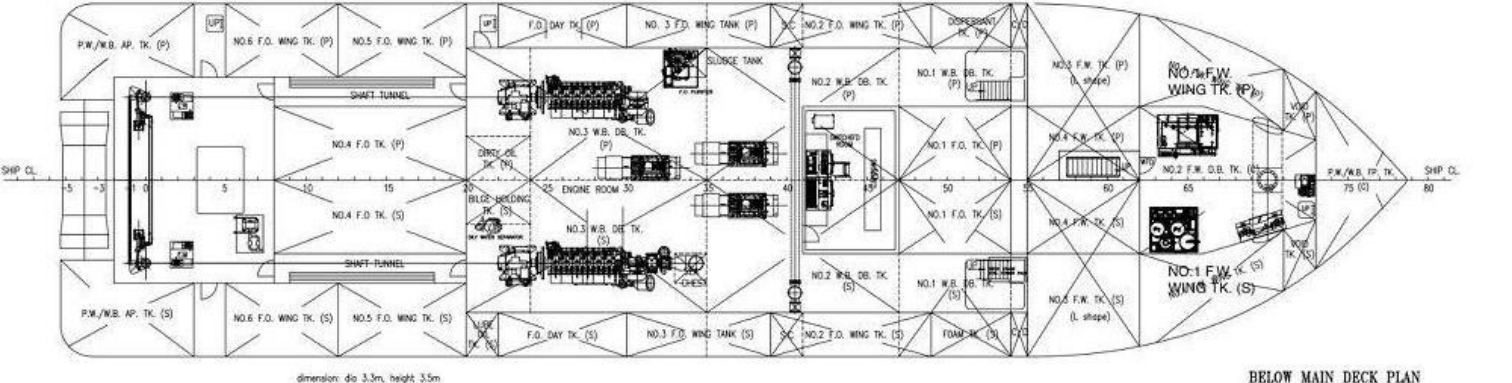 P.W./W.B. AP. TK. (P)
UP
NO.6 F.O. WING TK. (P)
NO.5 F.O. WING TK. (P)
UP
F.O. DAY TK. (P)
NO. 3 F.O. WING TANK (P)
S.C
NO.2 F.O. WING TK. (P)
DISPERSANT
TK. (P)
SLUDGE TANK
F.O PURIFIER
SHAFT TUNNEL
NO.2 W.B. DB. TK.
(P)
NO.1 W.B. DB. TK.
(P)
UP
NO.3 F.W. TK. (P)
(L shape)
NO.1 F.W.
WING TK. (P)
VOID
TK. (P)
NO.4 F.O TK. (P)
DIRTY OIL
TK. (P)
NO.3 W.B. DB. TK.
(P)
SWITCHBD
ROOM
NO.1 F.O. TK. (P)
NO.4 F.W. TK. (P)
UP
WTD
NO.2 F.W. D.B. TK.
P.W./W.B. FP. TK.
(C)
SHIP CL.
-5
-3
-1
0
5
10
15
20
25
ENGINE ROOM
30
35
40
45
50
55
60
65
75
80
SHIP CL.
NO.4 F.O TK. (S)
BILGE HOLDING
TK. (S)
OILY WATER SEPARATOR
NO.3 W.B. DB. TK.
(S)
NO.1 F.O. TK. (S)
NO.4 F.W. TK. (S)
UP
VOID
TK. (S)
SHAFT TUNNEL
NO.2 W.B. DB. TK.
(S)
NO.1 W.B. DB. TK.
(S)
UP
NO.3 F.W. TK. (S)
(L shape)
NO.1 F.W.
WING TK. (S)
P.W./W.B. AP. TK. (S)
NO.6 F.O. WING TK. (S)
NO.5 F.O. WING TK. (S)
LUBE
OIL
TK. (S)
F.O. DAY TK. (S)
NO.3 F.O. WING TANK (S)
S.C
NO.2 F.O. WING TK. (S)
FOAM TK. (S)
dimension: dia 3.3m, height 3.5m
BELOW MAIN DECK PLAN